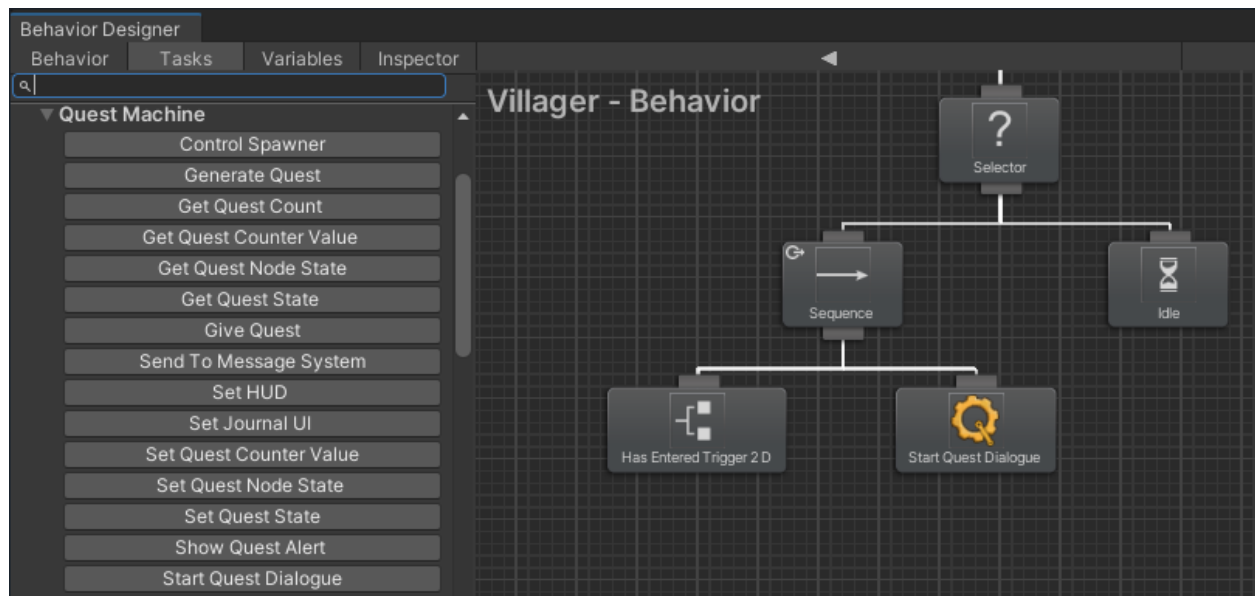 Behavior Designer
Behavior Tasks Variables Inspector
Quest Machine
Control Spawner
Generate Quest
Get Quest Count
Get Quest Counter Value
Get Quest Node State
Get Quest State
Give Quest
Send To Message System
Set HUD
Set Journal UI
Set Quest Counter Value
Set Quest Node State
Set Quest State
Show Quest Alert
Start Quest Dialogue
Villager - Behavior
?
Selector
Sequence
Idle
Has Entered Trigger 2 D
Start Quest Dialogue